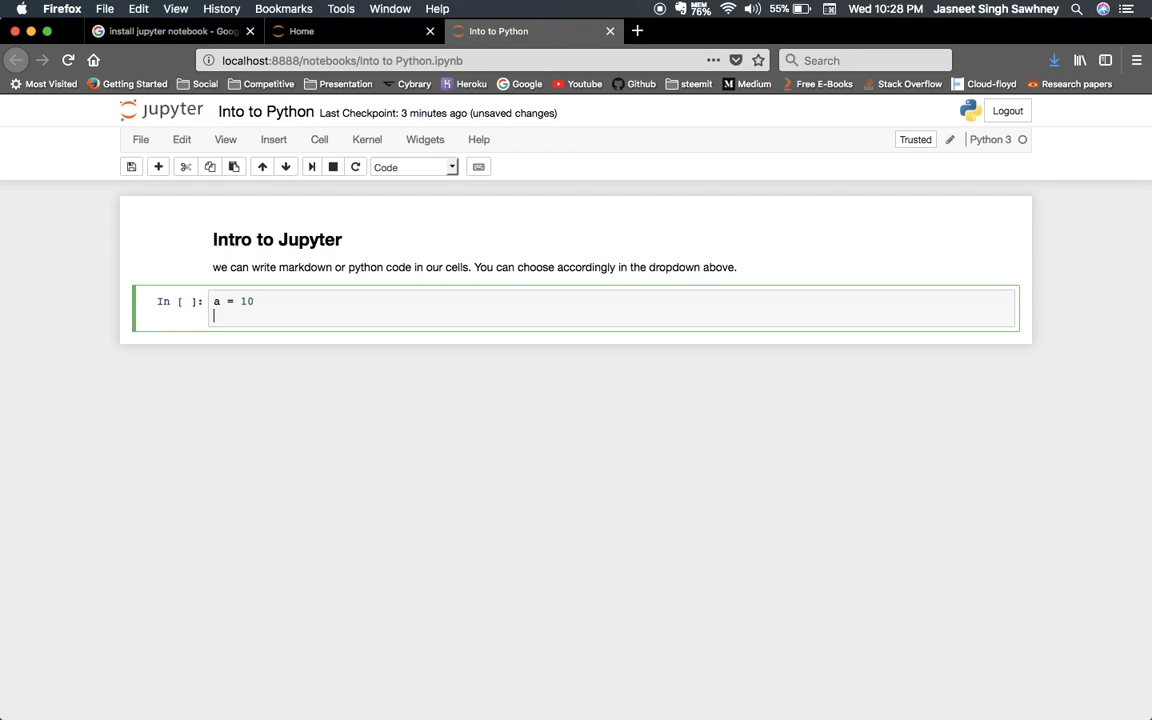 Firefox File Edit View History Bookmarks Tools Window Help MEM 76% 55% Wed 10:28 PM Jasneet Singh Sawhney
install jupyter notebook - Goog Home Into to Python
localhost:8888/notebooks/Into to Python.ipynb Search
Most Visited Getting Started Social Competitive Presentation Cybrary Heroku Google Youtube Github steemit Medium Free E-Books Stack Overflow Cloud-floyd Research papers
jupyter Into to Python Last Checkpoint: 3 minutes ago (unsaved changes) Logout
File Edit View Insert Cell Kernel Widgets Help Trusted Python 3
Code
Intro to Jupyter
we can write markdown or python code in our cells. You can choose accordingly in the dropdown above.
In [ ]: a = 10